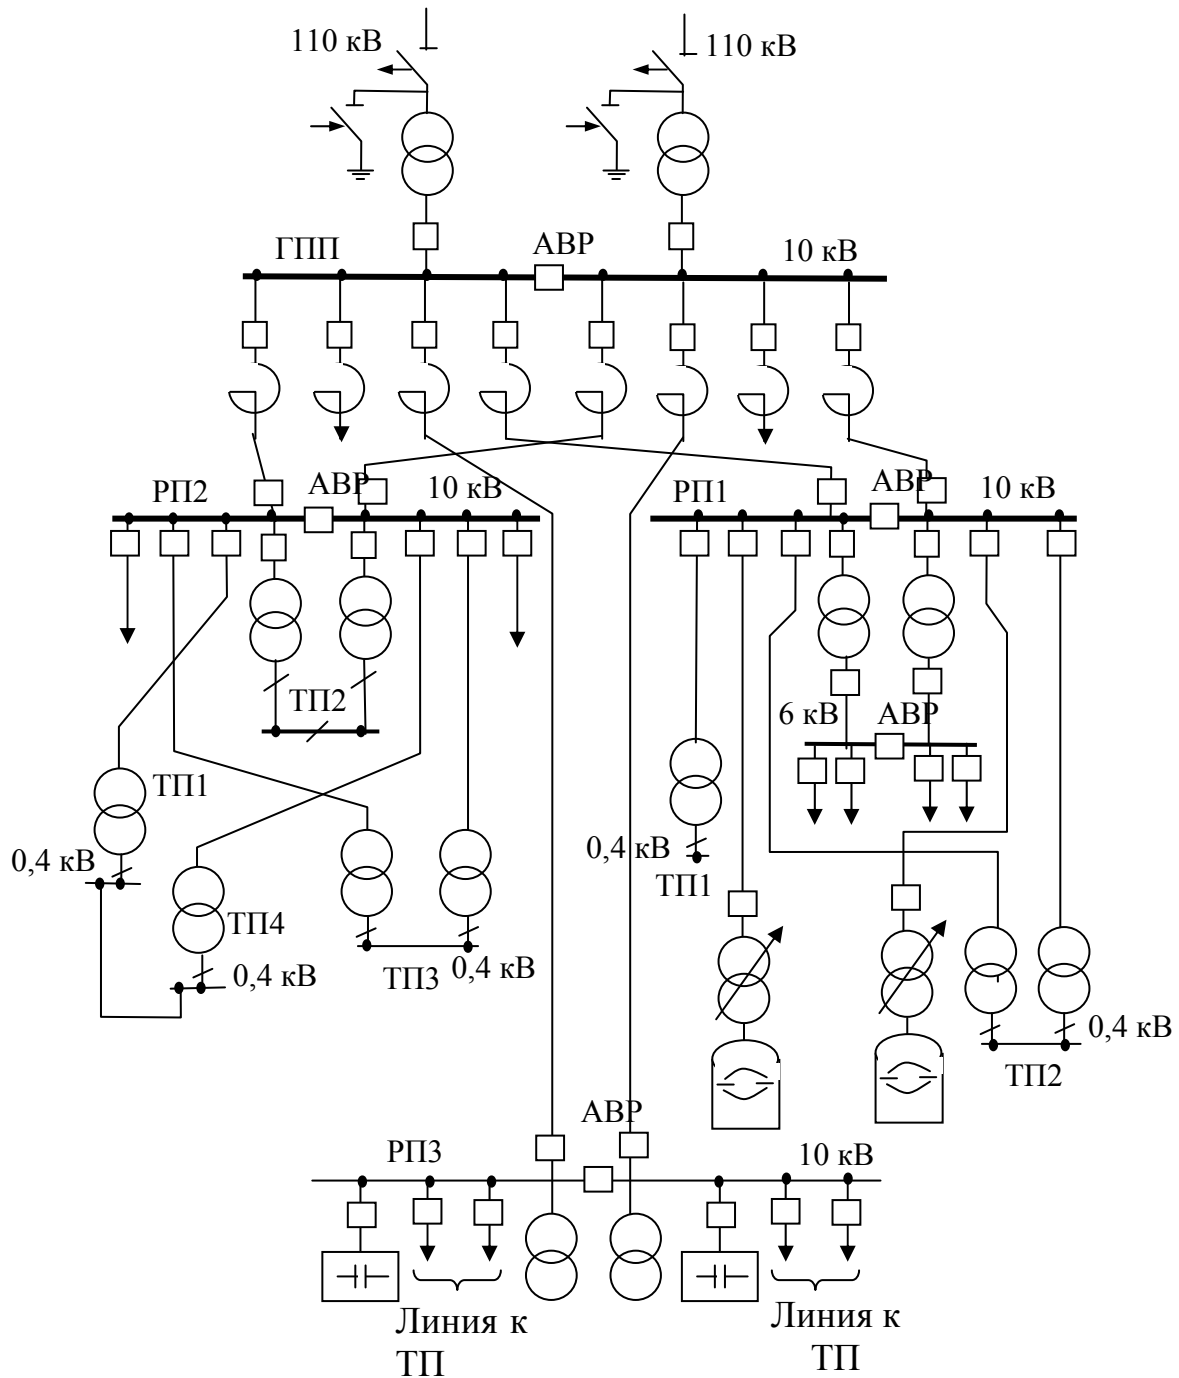 110 кВ
110 кВ
ГПП
АВР
10 кВ
РП2
АВР
10 кВ
РП1
АВР
10 кВ
ТП2
6 кВ
АВР
ТП1
0,4 кВ
0,4 кВ
ТП1
ТП4
ТП3
0,4 кВ
0,4 кВ
0,4 кВ
ТП2
АВР
РП3
10 кВ
Линия к
ТП
Линия к
ТП